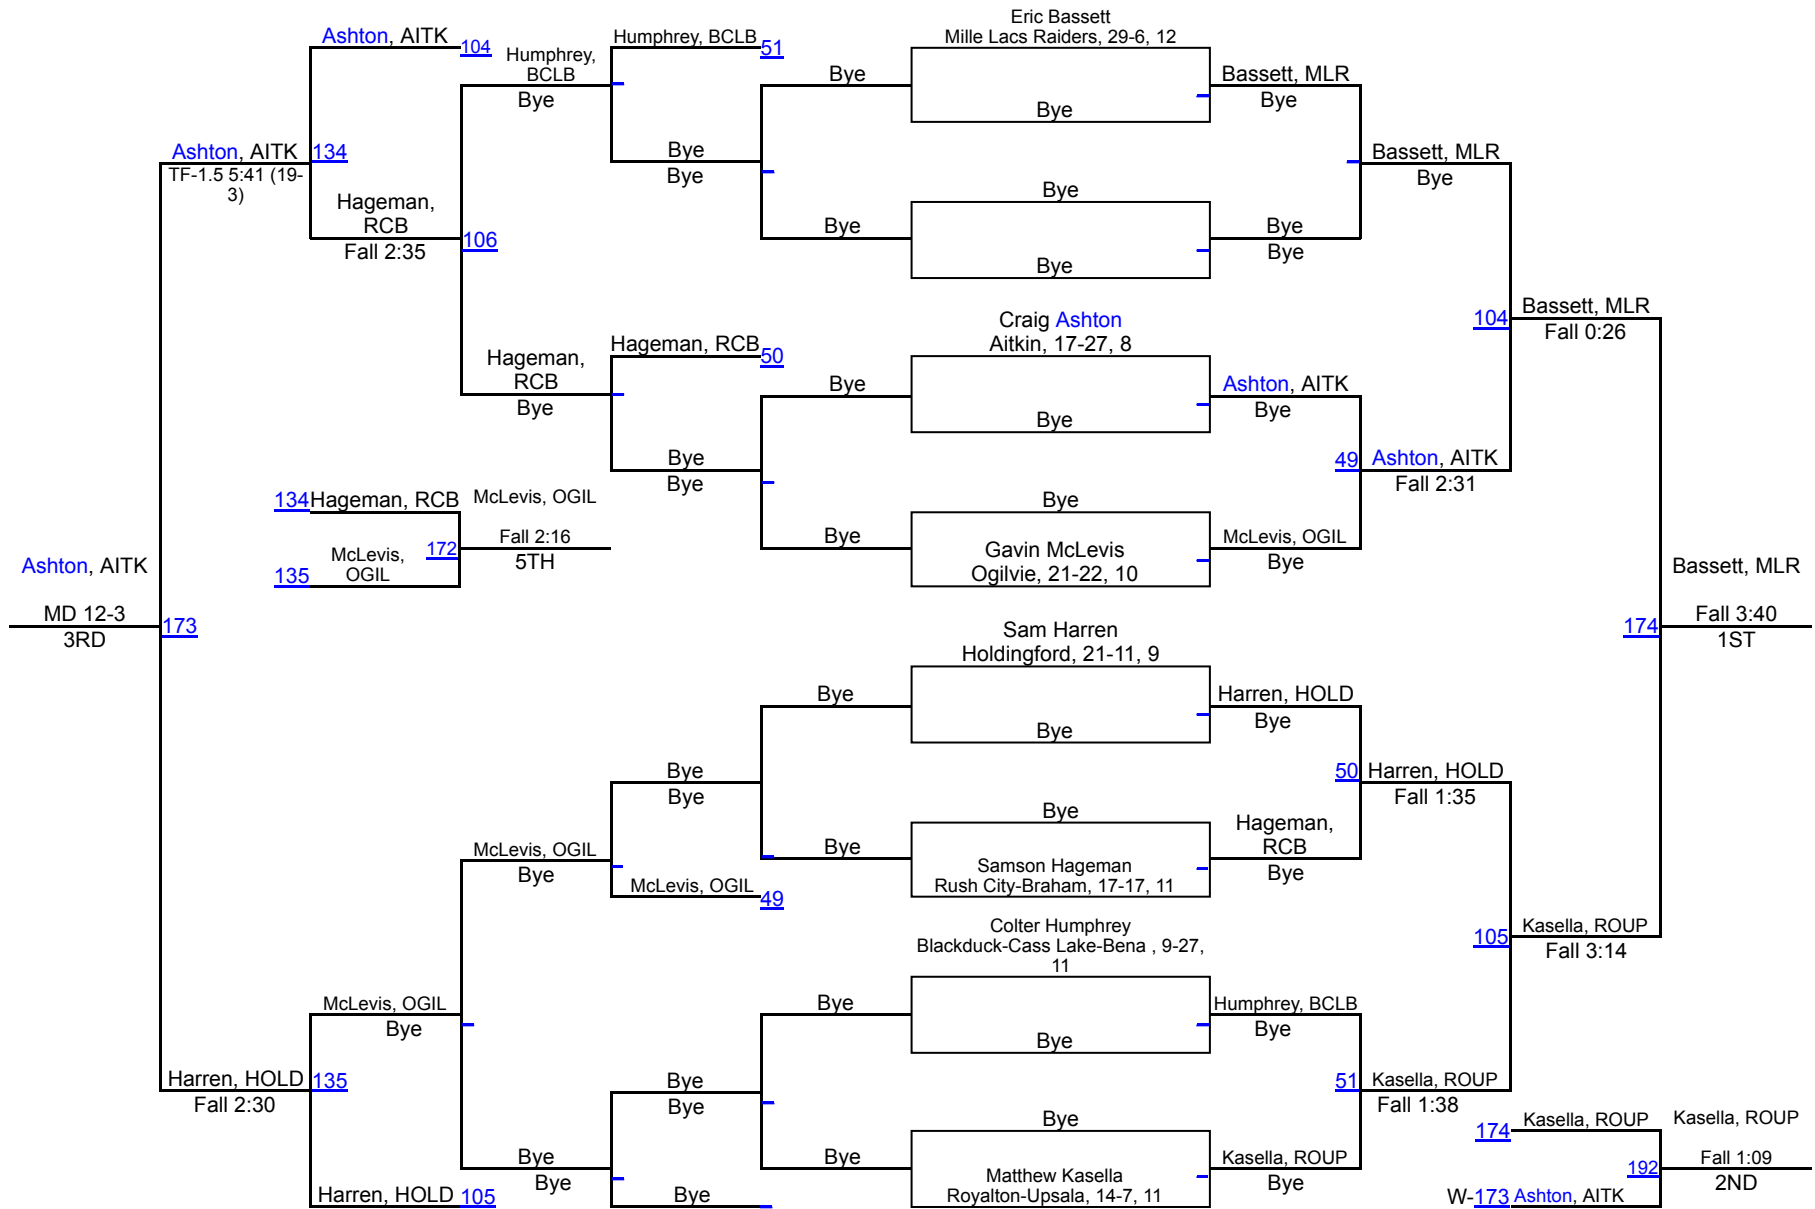 Ashton, AITK
104
Ashton, AITK
134
TF-1.5 5:41 (19-
3)
Hageman,
RCB
Fall 2:35
106
Humphrey,
BCLB
Bye
Humphrey, BCLB
51
Bye
Bye
Hageman,
RCB
Bye
Hageman, RCB
50
Bye
Bye
134
Hageman, RCB
135
McLevis,
OGIL
172
McLevis, OGIL
Fall 2:16
5TH
Ashton, AITK
MD 12-3
3RD
173
McLevis, OGIL
Bye
Bye
Bye
McLevis, OGIL
49
McLevis, OGIL
Bye
Harren, HOLD
135
Fall 2:30
Harren, HOLD
105
Bye
Bye
Bye
Bye
Bye
Bye
Eric Bassett
Mille Lacs Raiders, 29-6, 12
Bye
Bassett, MLR
Bye
Bye
Bye
Bye
Bye
Bye
Bassett, MLR
Bye
Bye
Craig Ashton
Aitkin, 17-27, 8
Bye
Ashton, AITK
Bye
Bye
Bye
Gavin McLevis
Ogilvie, 21-22, 10
McLevis, OGIL
Bye
49
Ashton, AITK
Fall 2:31
104
Bassett, MLR
Fall 0:26
Bye
Sam Harren
Holdingford, 21-11, 9
Bye
Harren, HOLD
Bye
Bye
Bye
Samson Hageman
Rush City-Braham, 17-17, 11
Hageman,
RCB
Bye
50
Harren, HOLD
Fall 1:35
Bye
Colter Humphrey
Blackduck-Cass Lake-Bena , 9-27,
11
Bye
Humphrey, BCLB
Bye
Bye
Bye
Matthew Kasella
Royalton-Upsala, 14-7, 11
Kasella, ROUP
Bye
51
Kasella, ROUP
Fall 1:38
105
Kasella, ROUP
Fall 3:14
Bassett, MLR
174
Fall 3:40
1ST
174
Kasella, ROUP
W-173
Ashton, AITK
192
Kasella, ROUP
Fall 1:09
2ND